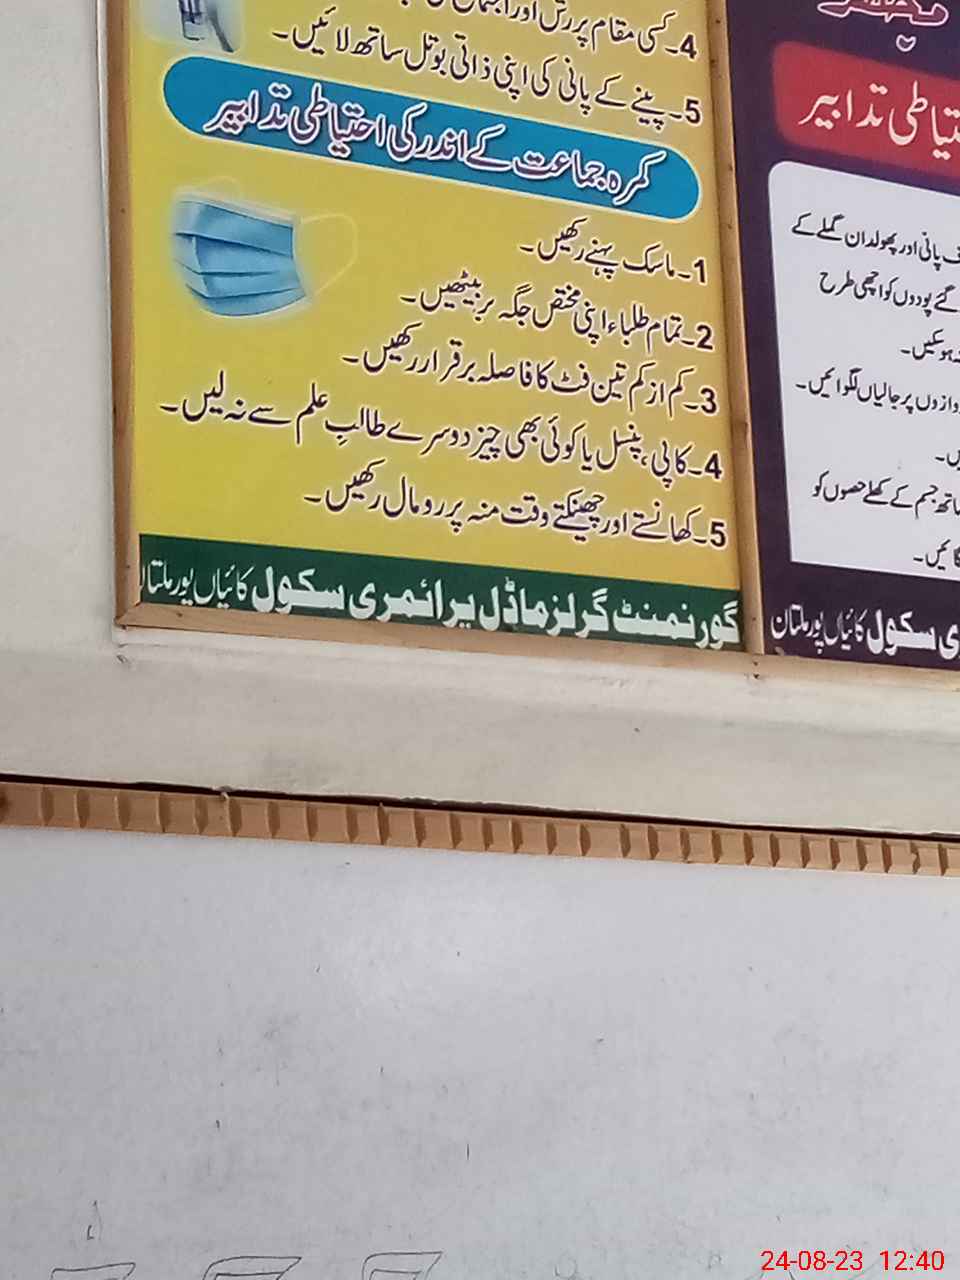 4۔ کسی مقام پر رش اور اجتماع
5۔ پینے کے پانی کی اپنی ذاتی بوتل ساتھ لائیں۔
کمرہ جماعت کے اندر کی احتیاطی تدابیر
1۔ ماسک پہنے رکھیں۔
2۔ تمام طلباء اپنی مختص جگہ پر بیٹھیں۔
3۔ کم از کم تین فٹ کا فاصلہ برقرار رکھیں۔
4۔ کاپی، پنسل یا کوئی بھی چیز دوسرے طالبِ علم سے نہ لیں۔
5۔ کھانستے اور چھینکتے وقت منہ پر رومال رکھیں۔
گورنمنٹ گرلز ماڈل پرائمری سکول کائیاں پور ملتان
تدابیر
پانی اور پھولدان گملے کے
گے پودوں کو اچھی طرح
ہو سکیں۔
پر جالیاں لگوائیں۔
جسم کے کھلے حصوں کو
سکول کائیاں پور ملتان
24-08-23 12:40